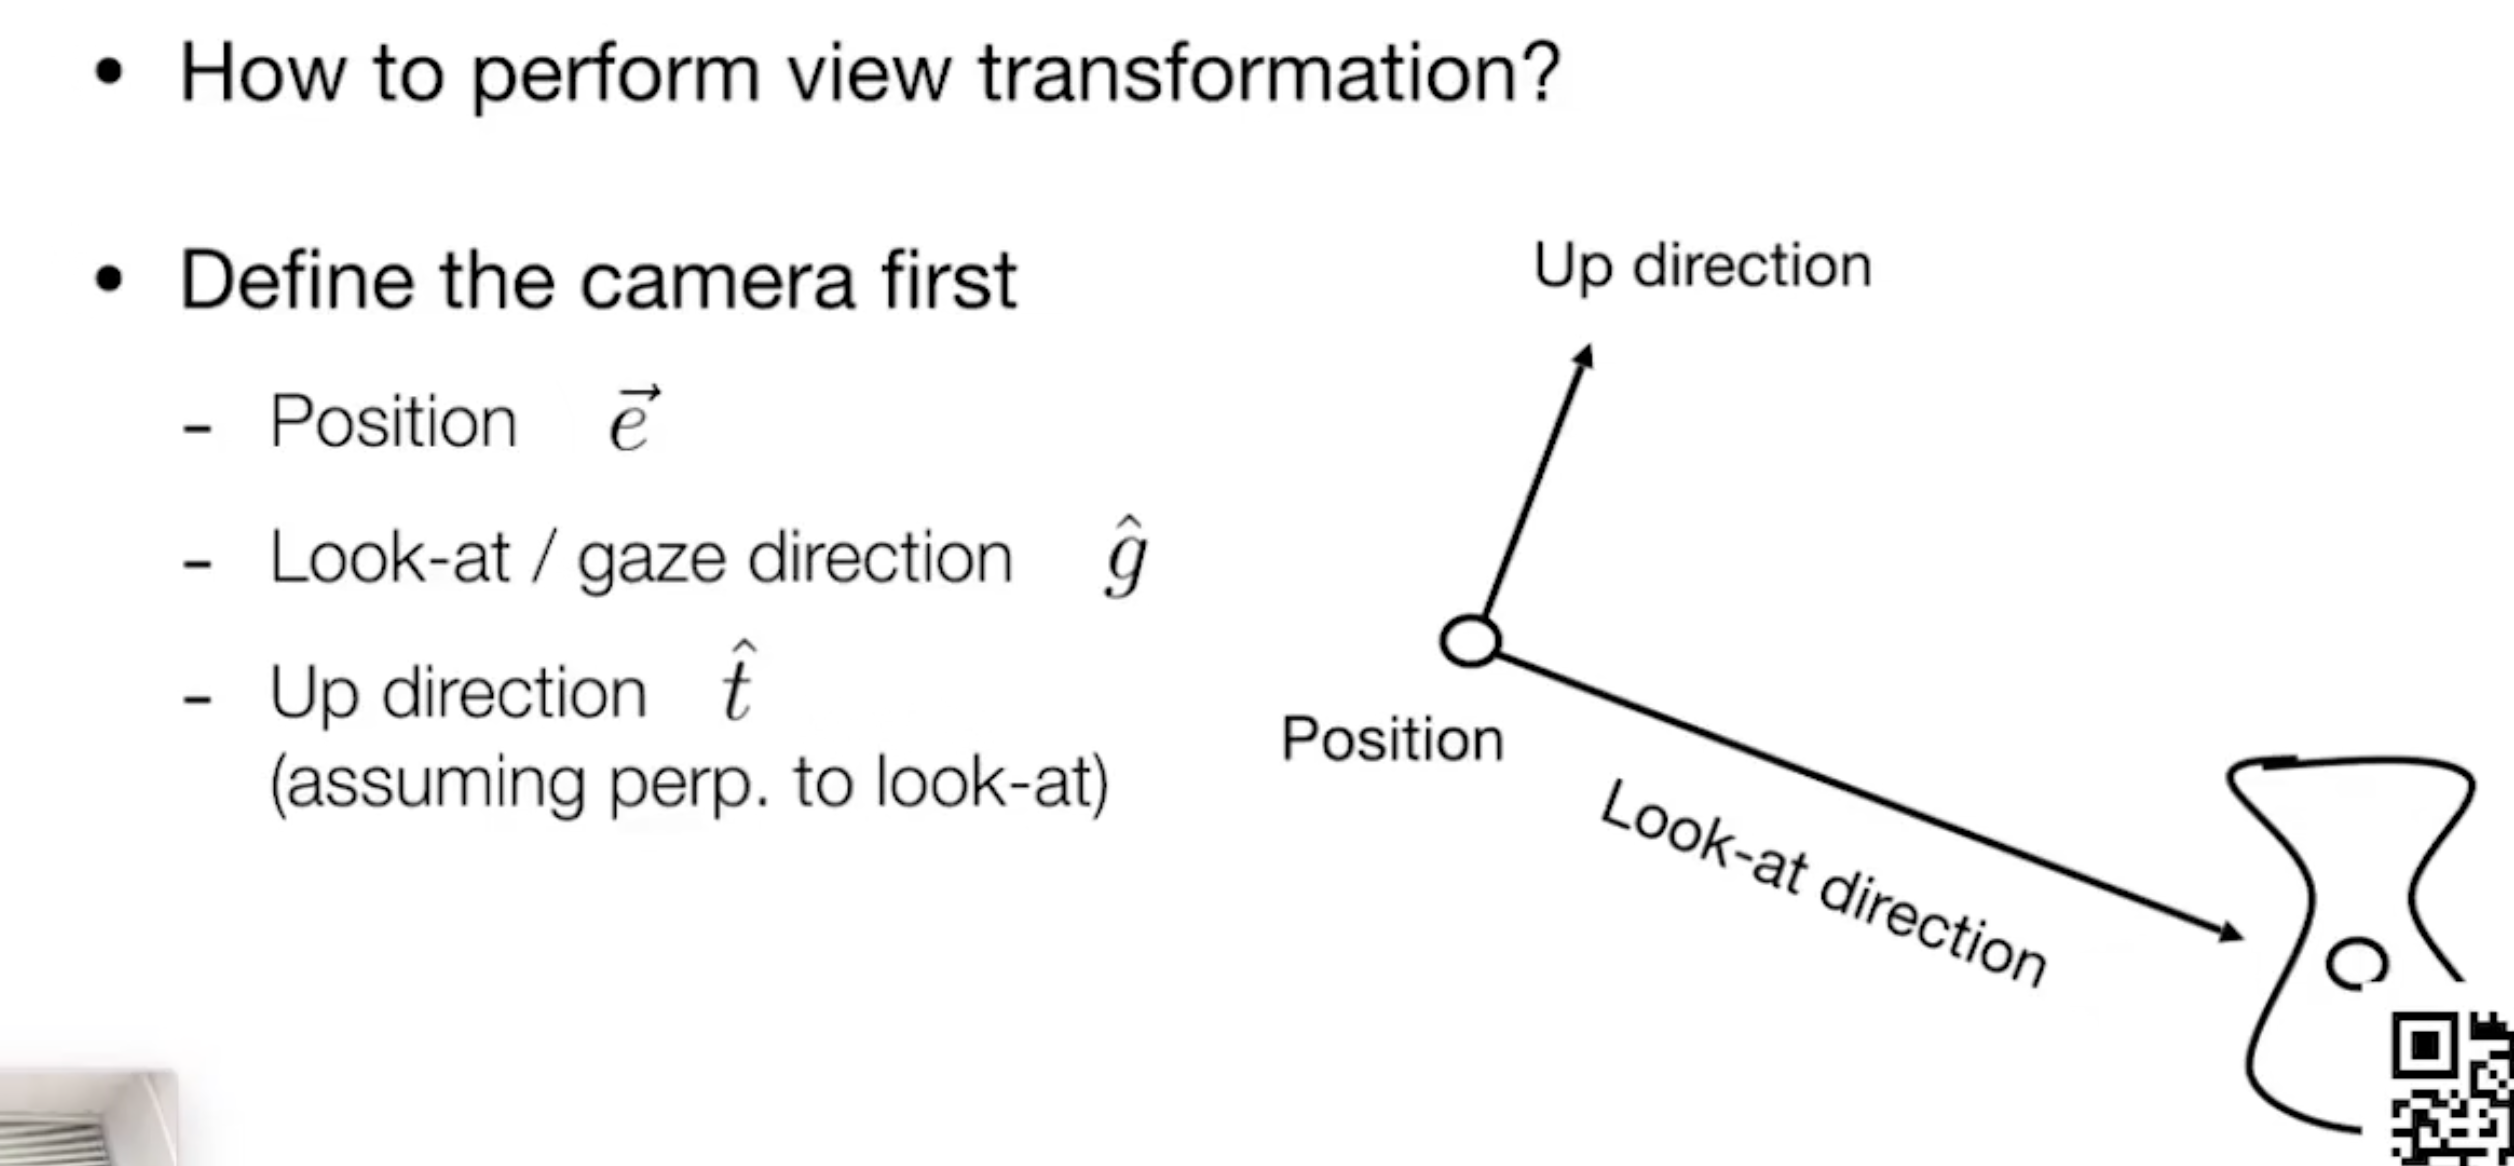 • How to perform view transformation?
• Define the camera first
- Position $\vec{e}$
- Look-at / gaze direction $\hat{g}$
- Up direction $\hat{t}$
(assuming perp. to look-at)
Up direction
Position
Look-at direction